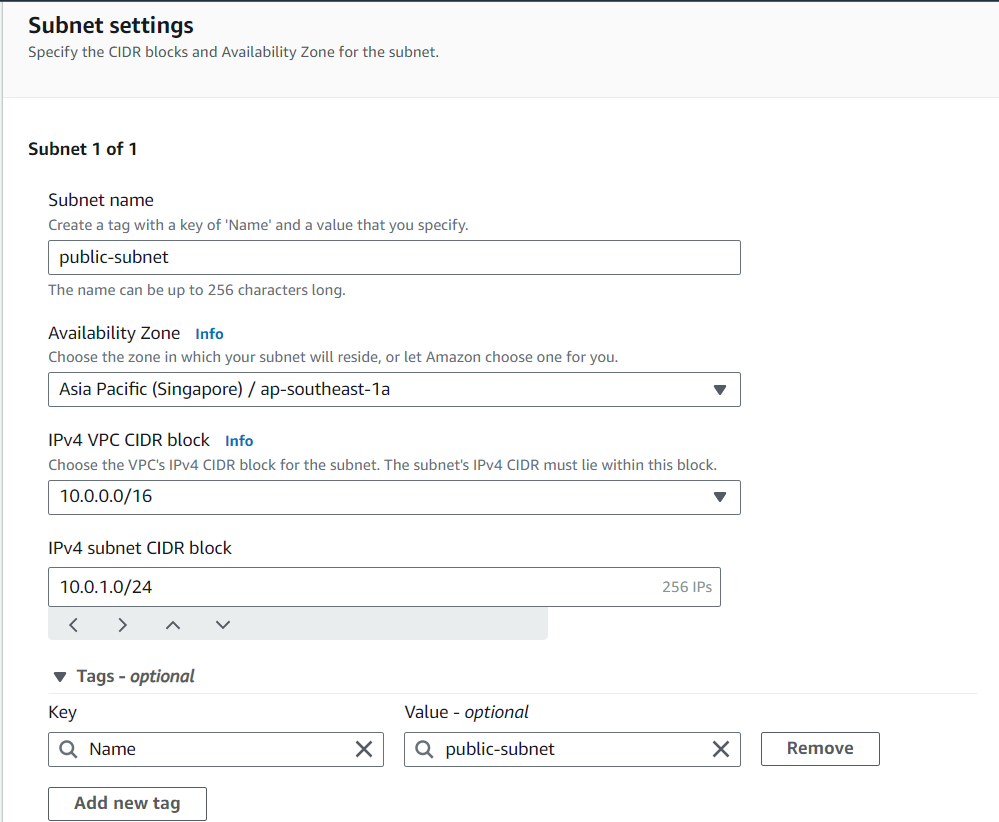 Subnet settings
Specify the CIDR blocks and Availability Zone for the subnet.
Subnet 1 of 1
Subnet name
Create a tag with a key of 'Name' and a value that you specify.
public-subnet
The name can be up to 256 characters long.
Availability Zone Info
Choose the zone in which your subnet will reside, or let Amazon choose one for you.
Asia Pacific (Singapore) / ap-southeast-1a
IPv4 VPC CIDR block Info
Choose the VPC's IPv4 CIDR block for the subnet. The subnet's IPv4 CIDR must lie within this block.
10.0.0.0/16
IPv4 subnet CIDR block
10.0.1.0/24 256 IPs
Tags - optional
Key Value - optional
Name public-subnet Remove
Add new tag